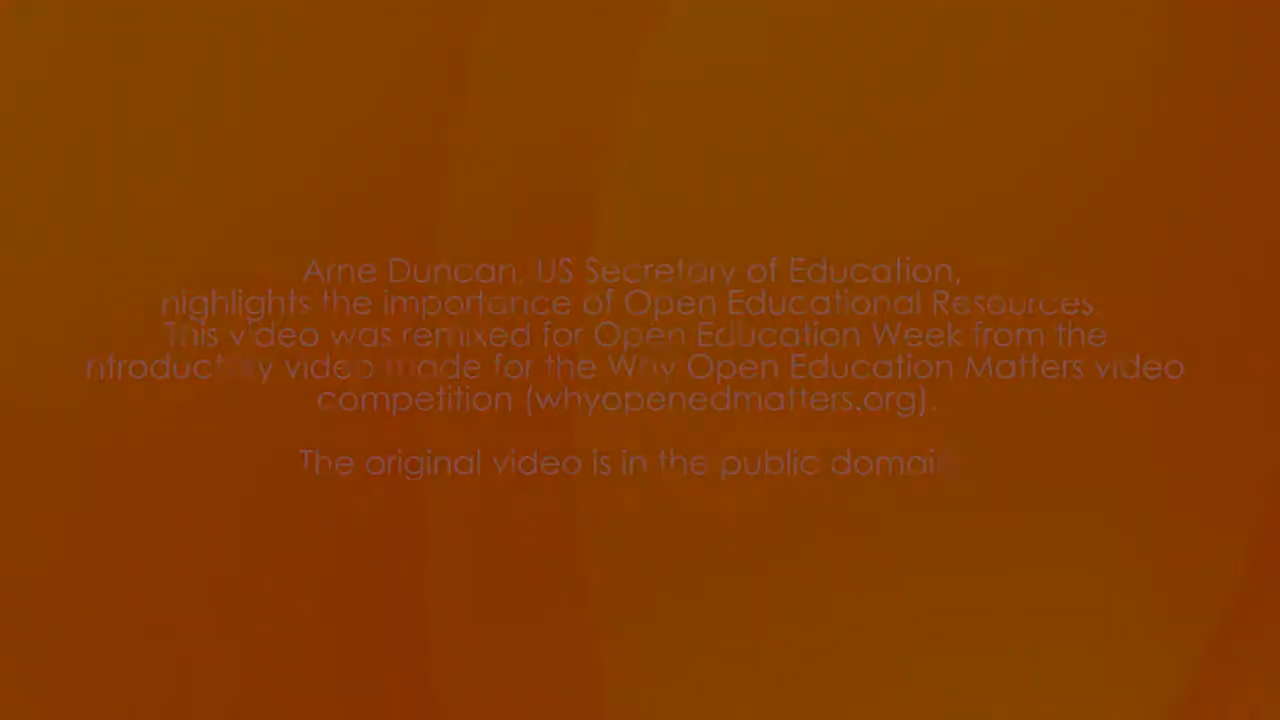 Arne Duncan, US Secretary of Education,
highlights the importance of Open Educational Resources.
This video was remixed for Open Education Week from the
introductory video made for the Why Open Education Matters video
competition (whyopenedmatters.org).
The original video is in the public domain